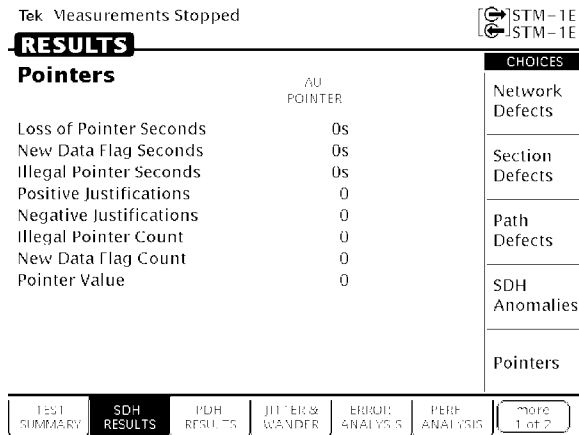 Tek Measurements Stopped
STM-1E
STM-1E
RESULTS
CHOICES
Pointers
AU
POINTER
Loss of Pointer Seconds 0s
New Data Flag Seconds 0s
Illegal Pointer Seconds 0s
Positive Justifications 0
Negative Justifications 0
Illegal Pointer Count 0
New Data Flag Count 0
Pointer Value 0
Network
Defects
Section
Defects
Path
Defects
SDH
Anomalies
Pointers
TEST
SUMMARY
SDH
RESULTS
PDH
RESULTS
JITTER &
WANDER
ERROR
ANALYSIS
PERF
ANALYSIS
more
1 of 2